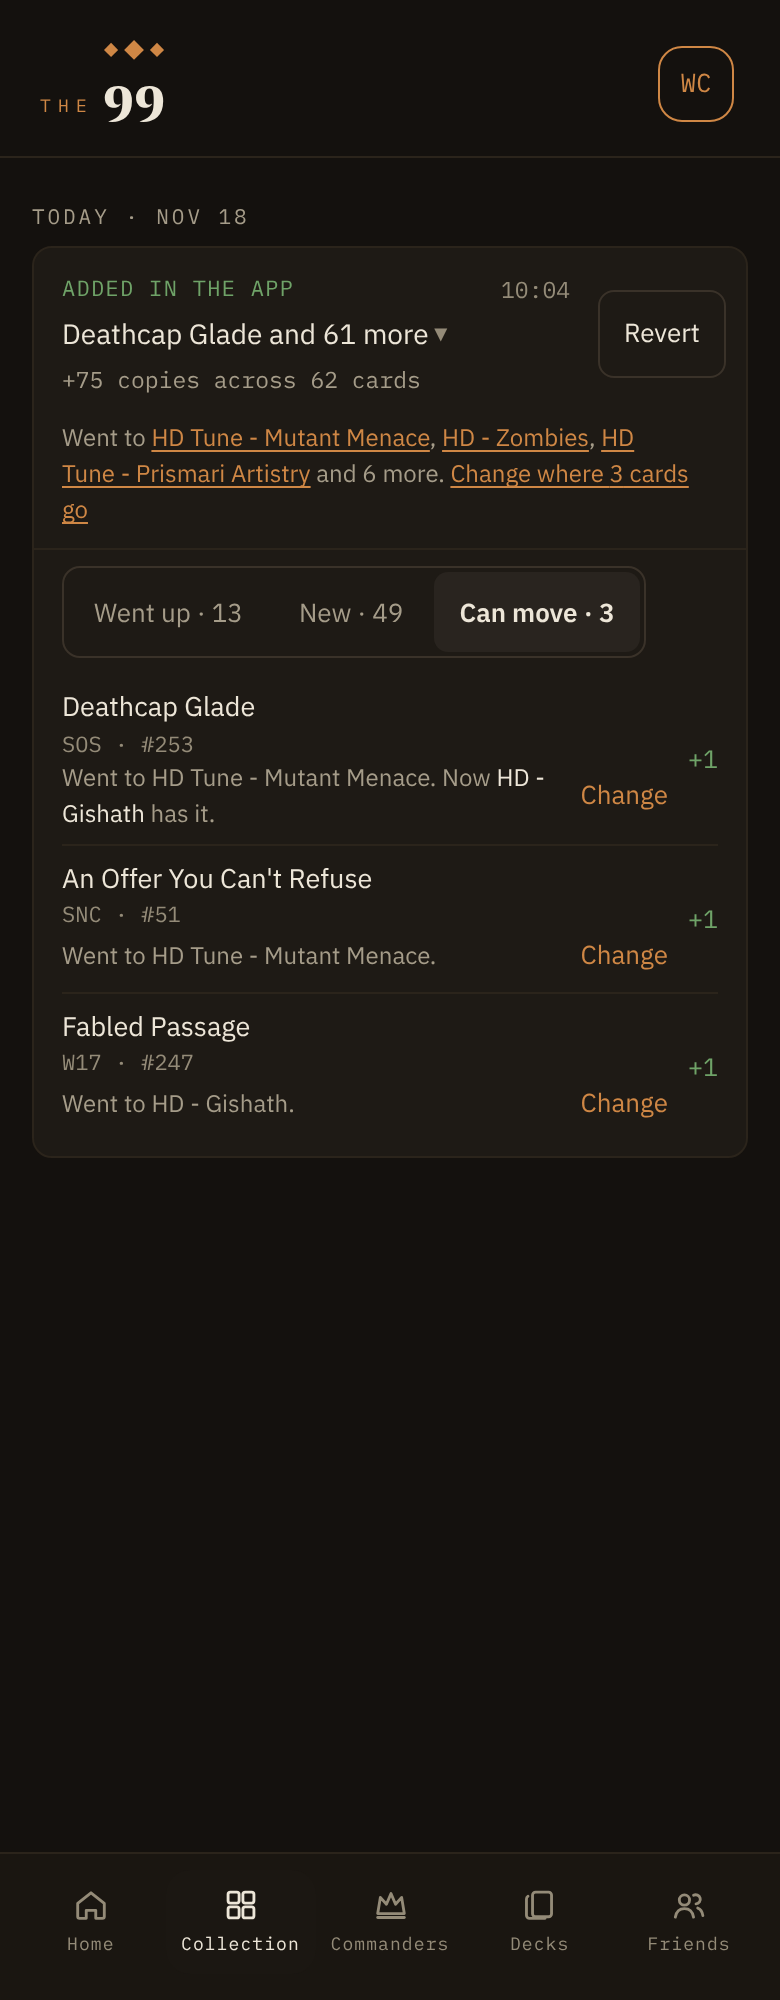 THE 99
WC
TODAY · NOV 18
ADDED IN THE APP
10:04
Deathcap Glade and 61 more ▼
Revert
+75 copies across 62 cards
Went to HD Tune - Mutant Menace, HD - Zombies, HD
Tune - Prismari Artistry and 6 more. Change where 3 cards
go
Went up · 13
New · 49
Can move · 3
Deathcap Glade
SOS · #253
+1
Went to HD Tune - Mutant Menace. Now HD -
Gishath has it.
Change
An Offer You Can't Refuse
SNC · #51
+1
Went to HD Tune - Mutant Menace.
Change
Fabled Passage
W17 · #247
+1
Went to HD - Gishath.
Change
Home
Collection
Commanders
Decks
Friends